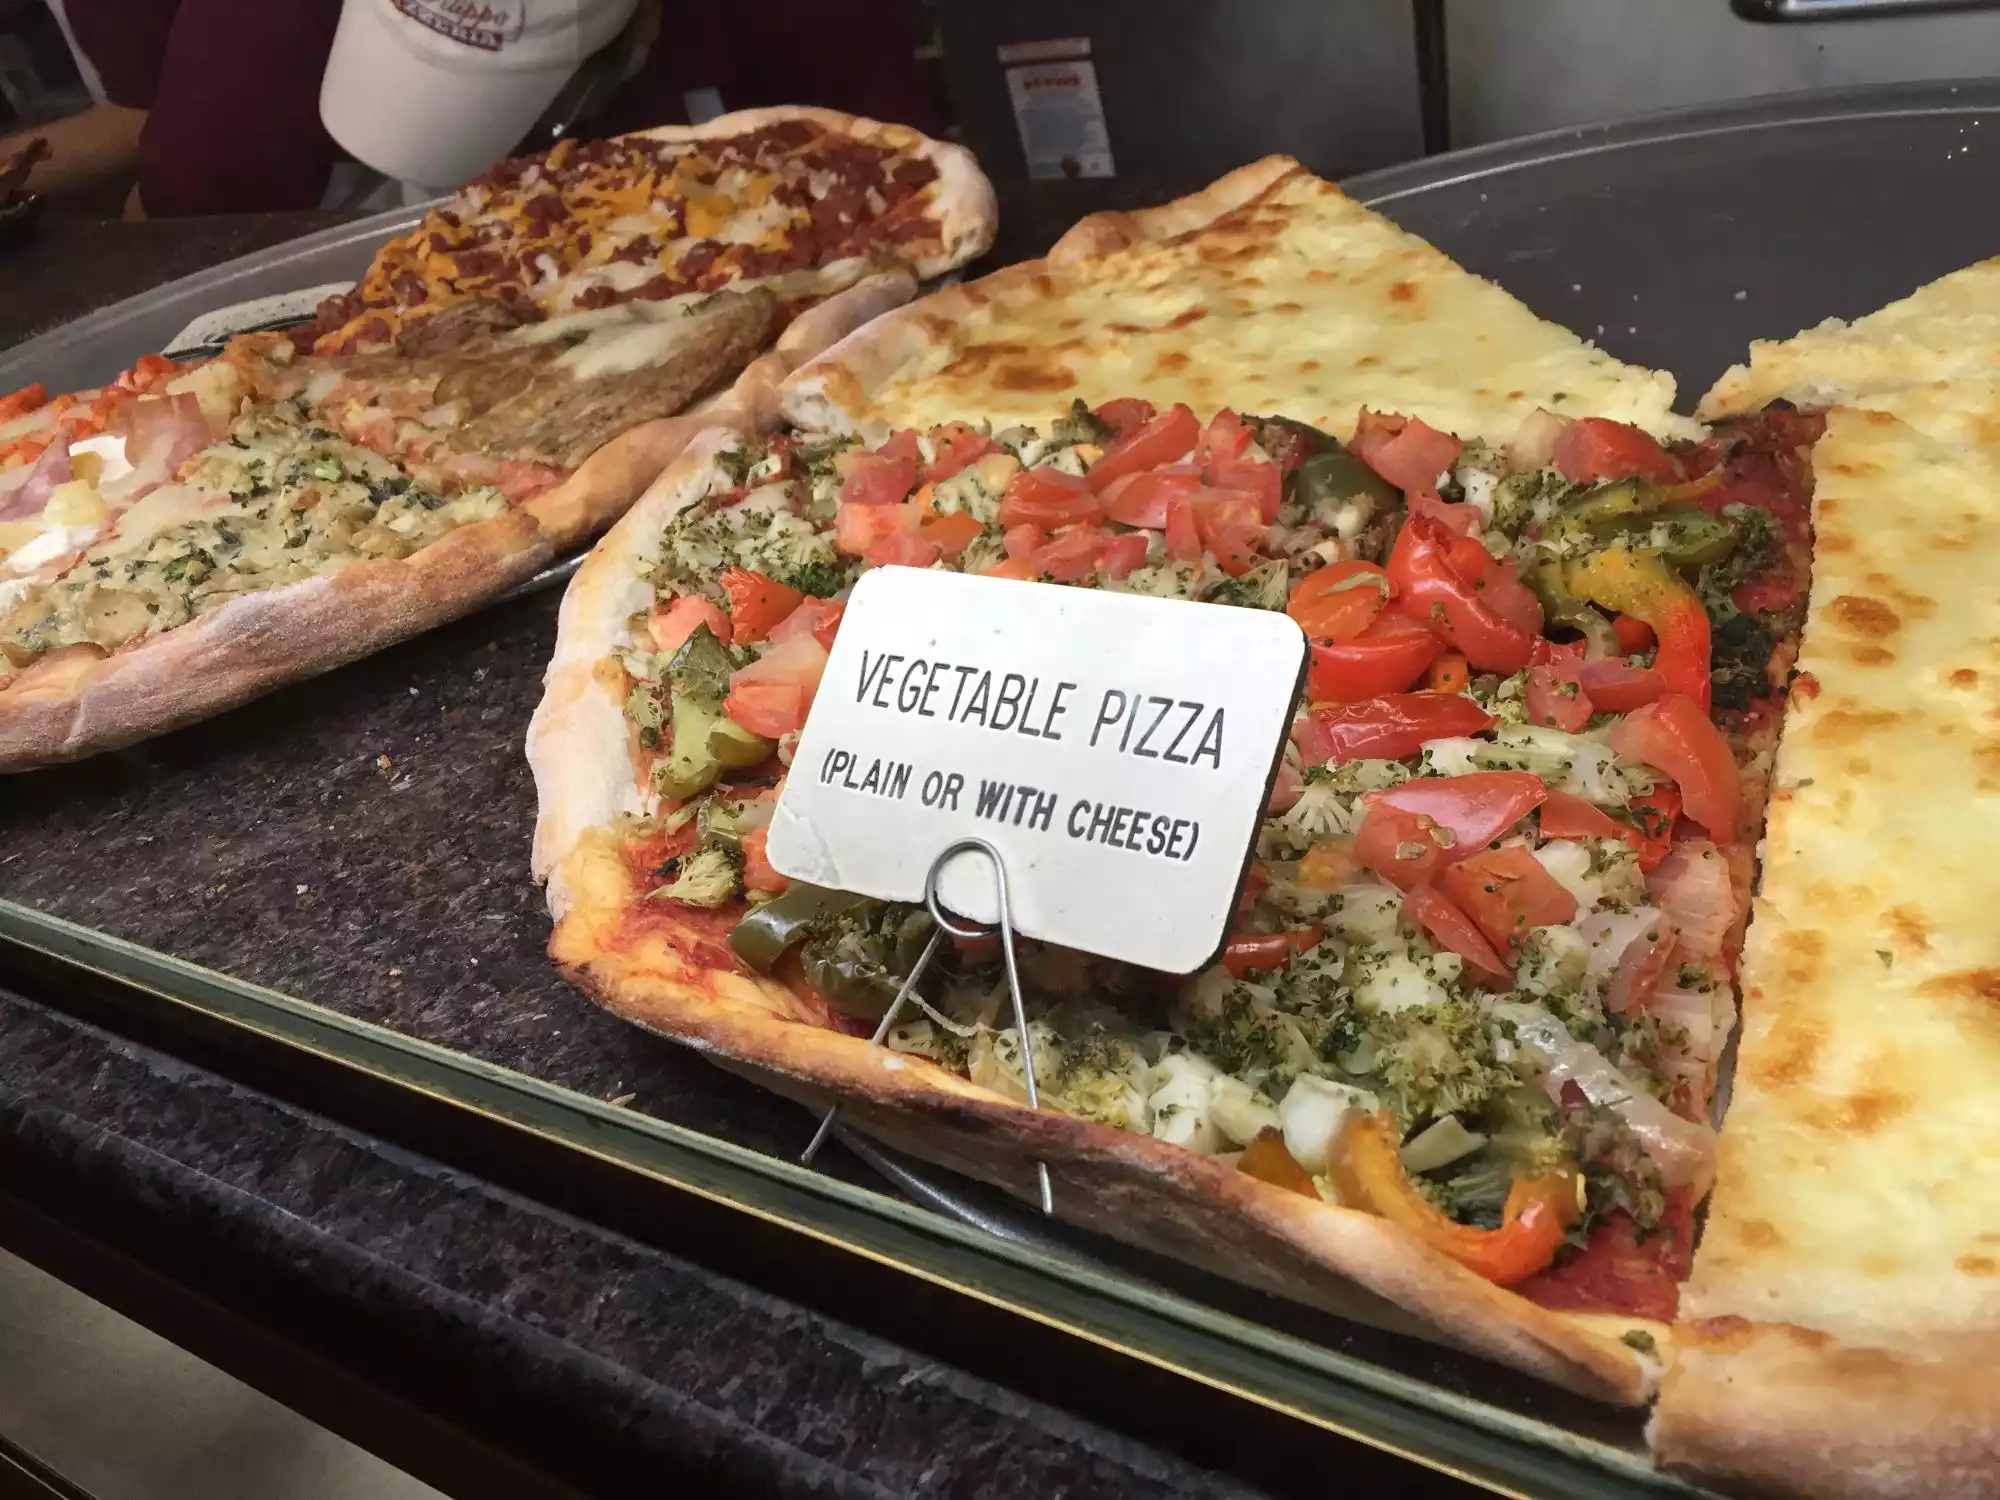 VEGETABLE PIZZA
(PLAIN OR WITH CHEESE)